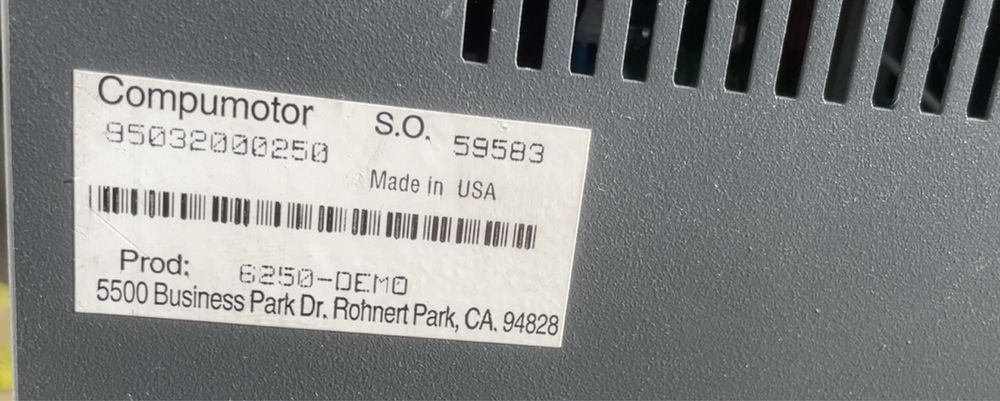 Compumotor S.O. 59583
95032000250
Made in USA
Prod: 6250-DEMO
5500 Business Park Dr. Rohnert Park, CA. 94828